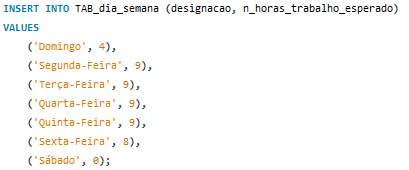 INSERT INTO TAB_dia_semana (designacao, n_horas_trabalho_esperado)
VALUES
('Domingo', 4),
('Segunda-Feira', 9),
('Terça-Feira', 9),
('Quarta-Feira', 9),
('Quinta-Feira', 9),
('Sexta-Feira', 8),
('Sábado', 0);